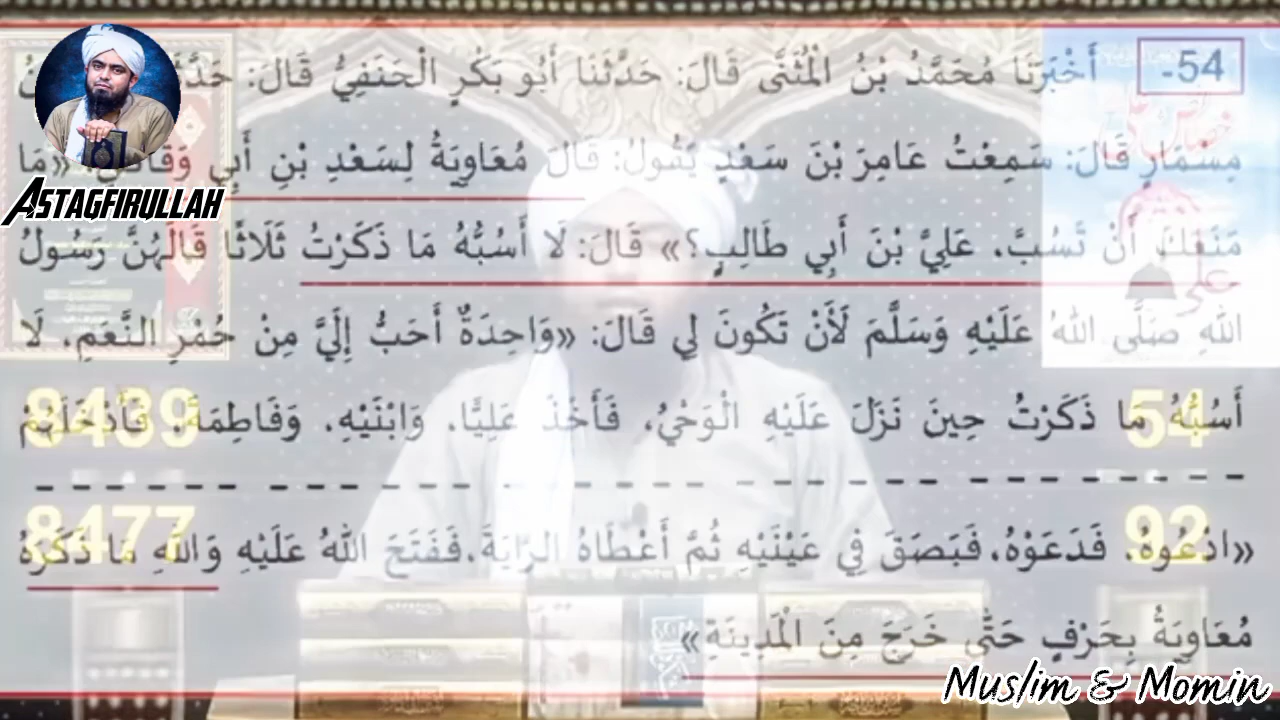 -54 أَخْبَرَنَا مُحَمَّدُ بْنُ الْمُثَنَّى قَالَ: حَدَّثَنَا أَبُو بَكْرٍ الْحَنَفِيُّ قَالَ:
مِسْمَارٍ قَالَ: سَمِعْتُ عَامِرَ بْنَ سَعْدٍ يَقُولُ: قَالَ مُعَاوِيَةُ لِسَعْدِ بْنِ أَبِي وَقَّاصٍ: «مَا
مَنَعَكَ أَنْ تَسُبَّ، عَلِيَّ بْنَ أَبِي طَالِبٍ؟» قَالَ: لَا أَسُبُّهُ مَا ذَكَرْتُ ثَلَاثًا قَالَهُنَّ رَسُولُ
اللهِ صَلَّى اللهُ عَلَيْهِ وَسَلَّمَ لَأَنْ تَكُونَ لِي قَالَ: «وَاحِدَةٌ أَحَبُّ إِلَيَّ مِنْ حُمْرِ النَّعَمِ، لَا
أَسُبُّهُ مَا ذَكَرْتُ حِينَ نَزَلَ عَلَيْهِ الْوَحْيُ، فَأَخَذَ عَلِيًّا، وَابْنَيْهِ، وَفَاطِمَةَ، فَأَدْخَلَهُمْ
«ادْعُوهُ، فَدَعَوْهُ، فَبَصَقَ فِي عَيْنَيْهِ ثُمَّ أَعْطَاهُ الرَّايَةَ، فَفَتَحَ اللهُ عَلَيْهِ وَاللهِ مَا ذَكَرَهُ
مُعَاوِيَةُ بِحَرْفٍ حَتَّى خَرَجَ مِنَ الْمَدِينَةِ»
ASTAGFIRULLAH
8439
54
8477
92
علی
Muslim & Momin